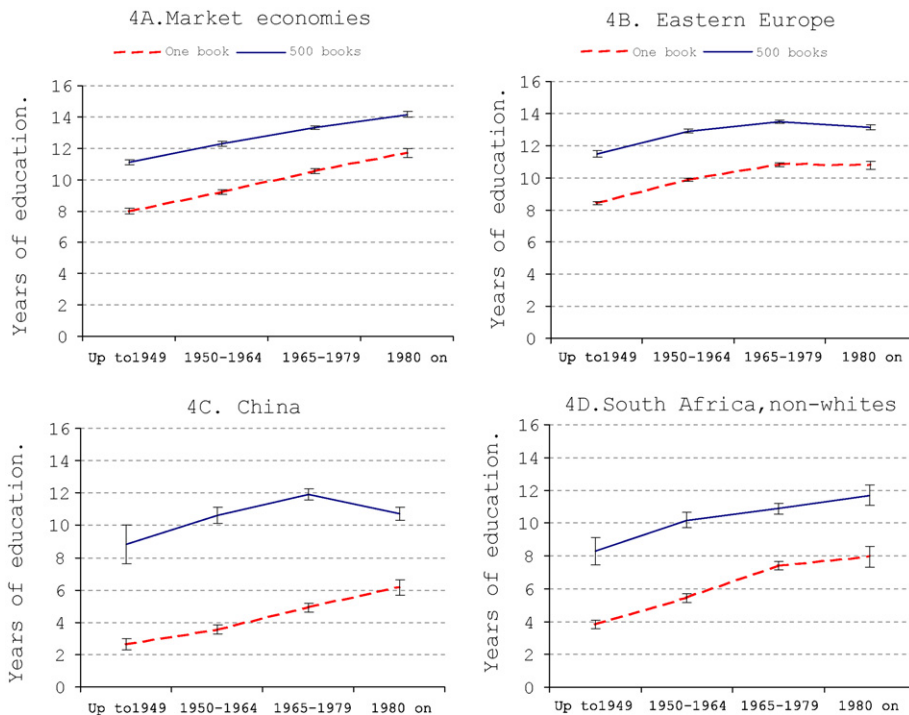 4A.Market economies
One book 500 books
Years of education.
16
14
12
10
8
6
4
2
0
Up to1949 1950-1964 1965-1979 1980 on
4B. Eastern Europe
One book 500 books
Years of education.
16
14
12
10
8
6
4
2
0
Up to1949 1950-1964 1965-1979 1980 on
4C. China
Years of education.
16
14
12
10
8
6
4
2
0
Up to1949 1950-1964 1965-1979 1980 on
4D.South Africa,non-whites
Years of education.
16
14
12
10
8
6
4
2
0
Up to1949 1950-1964 1965-1979 1980 on